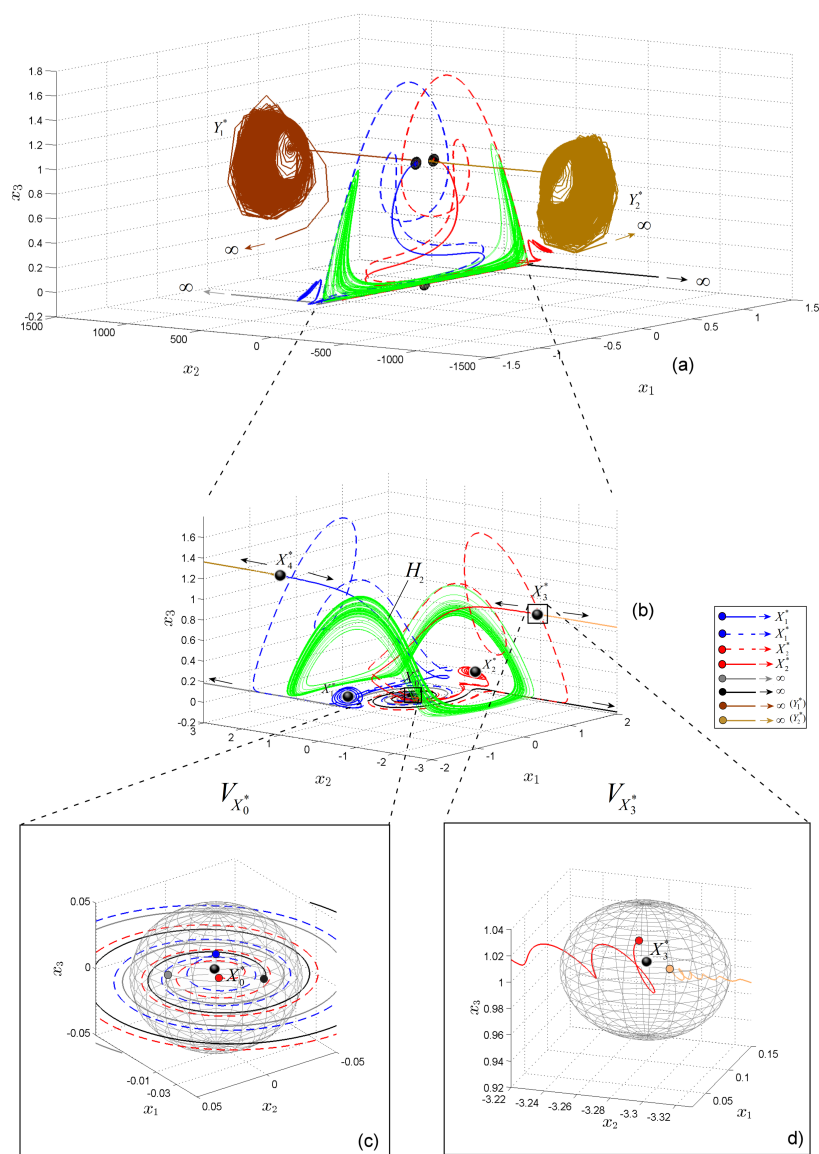 1.8
1.6
1.4
1.2
1
0.8
0.6
0.4
0.2
0
-0.2
x₃
1500
1000
500
0
-500
-1000
-1500
x₂
-1.5
-1
-0.5
0
0.5
1
1.5
x₁
Y₁*
Y₂*
∞
∞
∞
∞
(a)
1.6
1.4
1.2
1
0.8
0.6
0.4
0.2
0
-0.2
x₃
3
2
1
0
-1
-2
-3
x₂
-2
-1
0
1
2
x₁
X₄*
H₂
X₃*
X₂*
(b)
X₁*
X₁*
X₂*
X₂*
∞
∞
∞ (Y₁*)
∞ (Y₂*)
V_{X₀*}
V_{X₃*}
0.05
0
-0.05
x₃
-0.01
-0.03
x₁
0.05
0
-0.05
x₂
X₀*
(c)
1.04
1.02
1
0.98
0.96
0.94
0.92
x₃
-3.22
-3.24
-3.26
-3.28
-3.3
-3.32
x₂
0.05
0.1
0.15
x₁
X₃*
d)